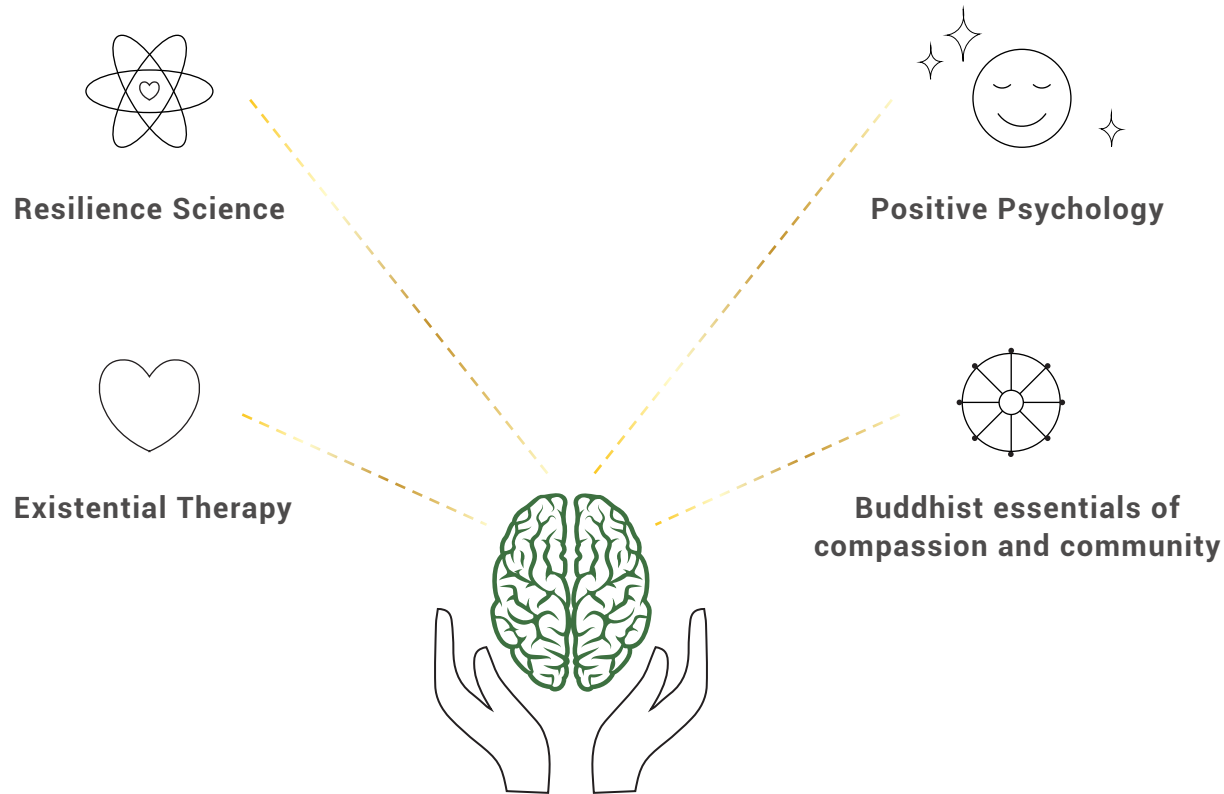 Resilience Science
Positive Psychology
Existential Therapy
Buddhist essentials of
compassion and community